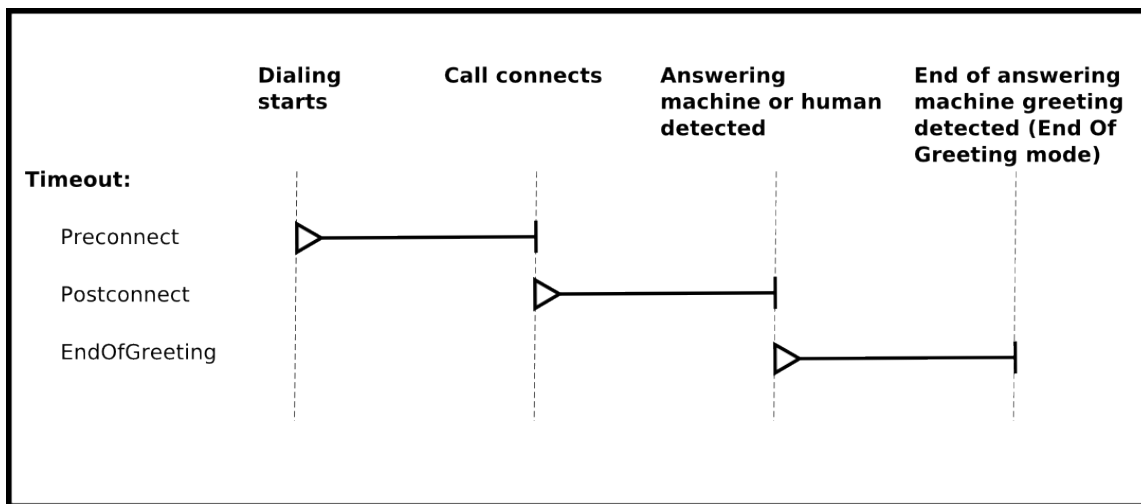 Dialing
starts
Call connects
Answering
machine or human
detected
End of answering
machine greeting
detected (End Of
Greeting mode)
Timeout:
Preconnect
Postconnect
EndOfGreeting